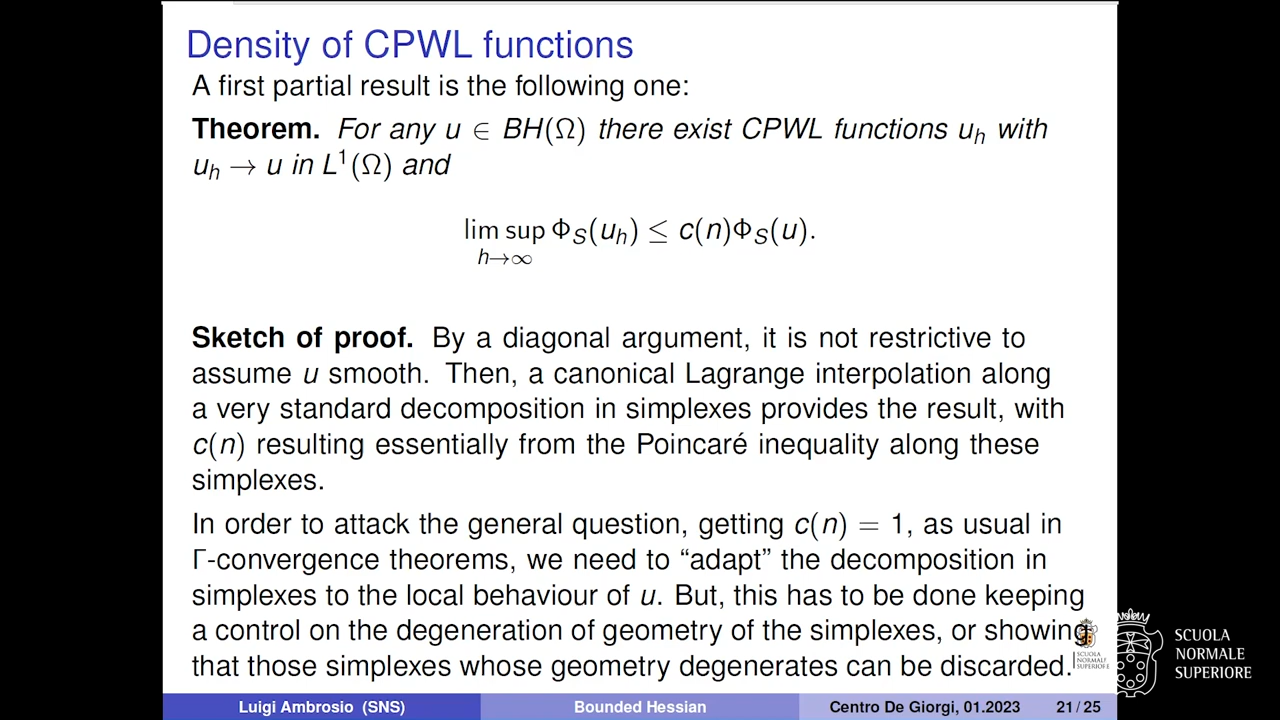 Density of CPWL functions
A first partial result is the following one:
Theorem. For any u ∈ BH(Ω) there exist CPWL functions u_h with
u_h → u in L¹(Ω) and
lim sup Φ_S(u_h) ≤ c(n)Φ_S(u).
h→∞
Sketch of proof. By a diagonal argument, it is not restrictive to
assume u smooth. Then, a canonical Lagrange interpolation along
a very standard decomposition in simplexes provides the result, with
c(n) resulting essentially from the Poincaré inequality along these
simplexes.
In order to attack the general question, getting c(n) = 1, as usual in
Γ-convergence theorems, we need to “adapt” the decomposition in
simplexes to the local behaviour of u. But, this has to be done keeping
a control on the degeneration of geometry of the simplexes, or showing
that those simplexes whose geometry degenerates can be discarded.
SCUOLA
NORMALE
SUPERIORE
SCUOLA
NORMALE
SUPERIORE
Luigi Ambrosio (SNS) Bounded Hessian Centro De Giorgi, 01.2023 21 / 25